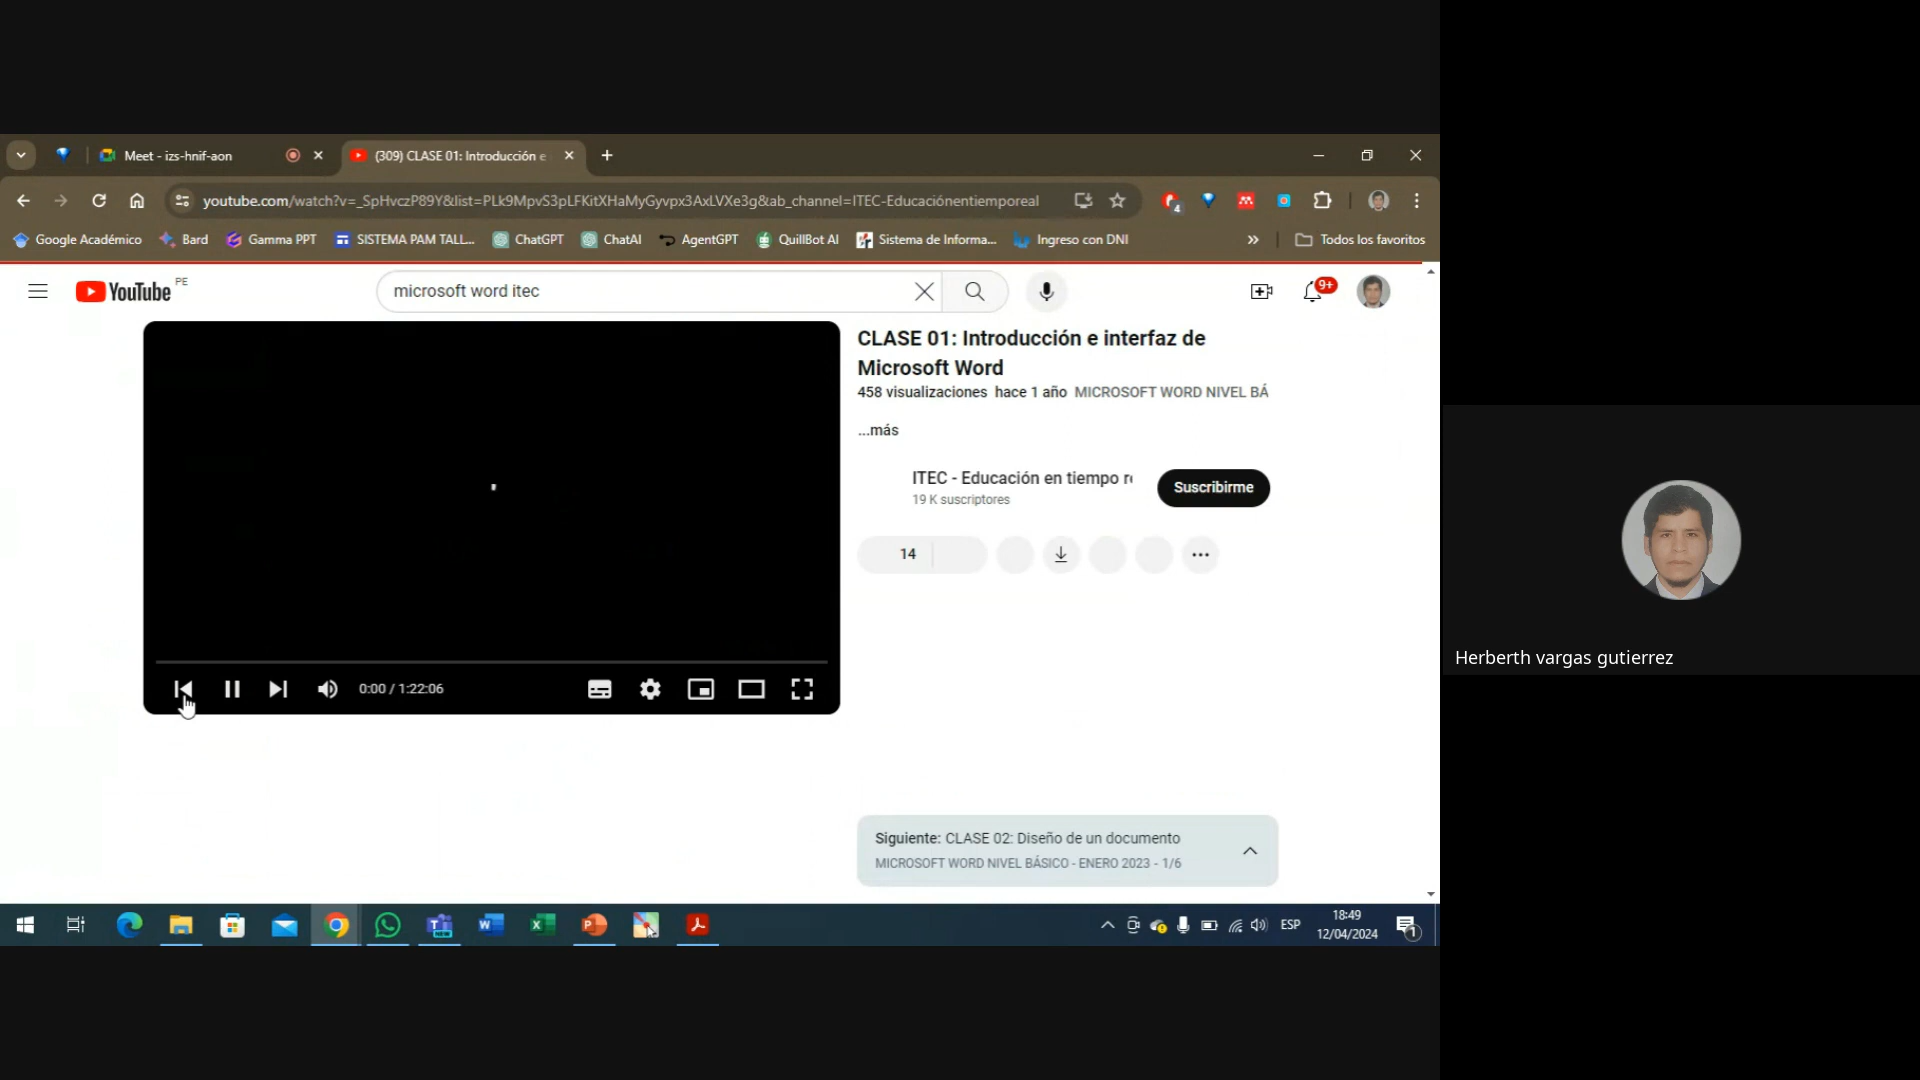 Meet - izs-hnif-aon
(309) CLASE 01: Introducción e
youtube.com/watch?v=_SpHvczP89Y&list=PLk9MpvS3pLFKitXHaMyGyvpx3AxLVXe3g&ab_channel=ITEC-Educaciónentiemporeal
4
Google Académico
Bard
Gamma PPT
SISTEMA PAM TALL...
ChatGPT
ChatAI
AgentGPT
QuillBot AI
Sistema de Informa...
Ingreso con DNI
Todos los favoritos
YouTube PE
microsoft word itec
9+
CLASE 01: Introducción e interfaz de
Microsoft Word
458 visualizaciones hace 1 año MICROSOFT WORD NIVEL BÁ
...más
ITEC - Educación en tiempo r
19 K suscriptores
Suscribirme
14
0:00 / 1:22:06
Siguiente: CLASE 02: Diseño de un documento
MICROSOFT WORD NIVEL BÁSICO - ENERO 2023 - 1/6
ESP
18:49
12/04/2024
1
Herberth vargas gutierrez